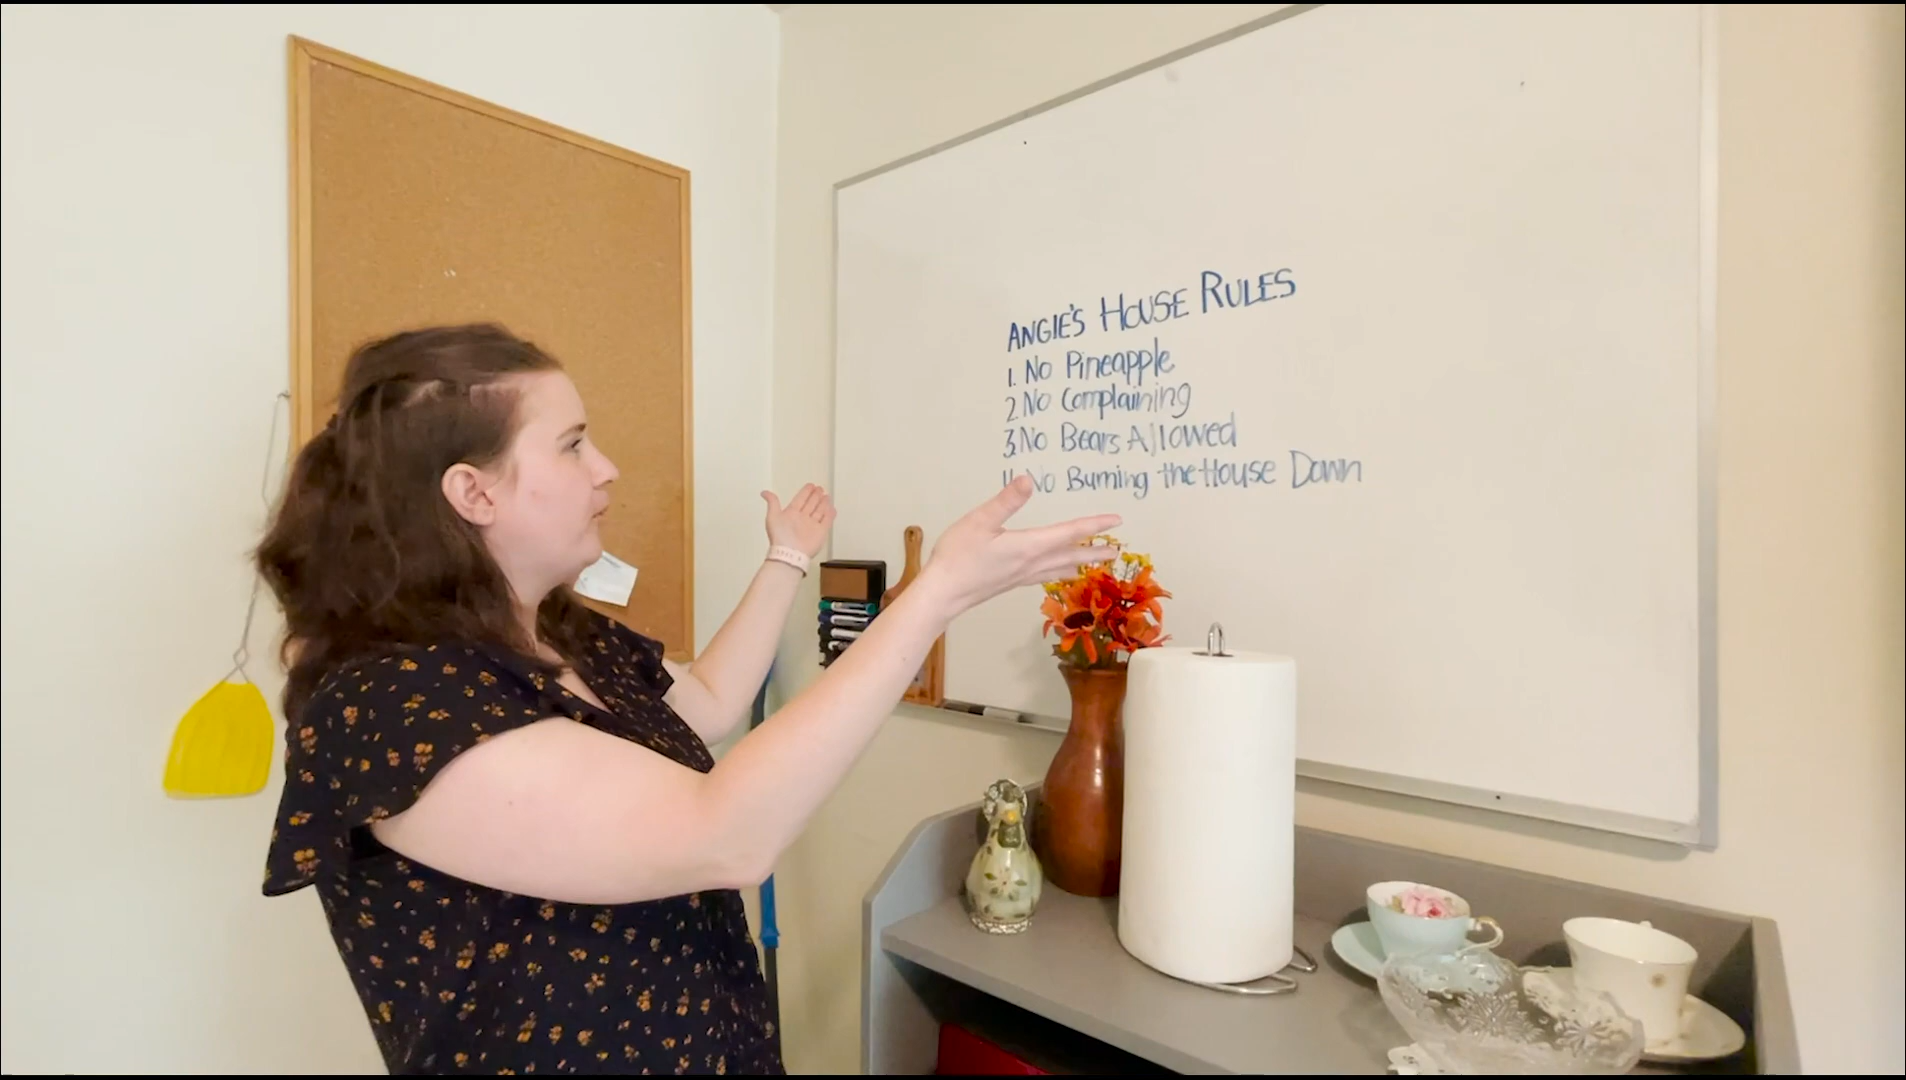 ANGIE'S HOUSE RULES
1. No Pineapple
2 No Complaining
3. No Bears Allowed
4. No Burning the House Down